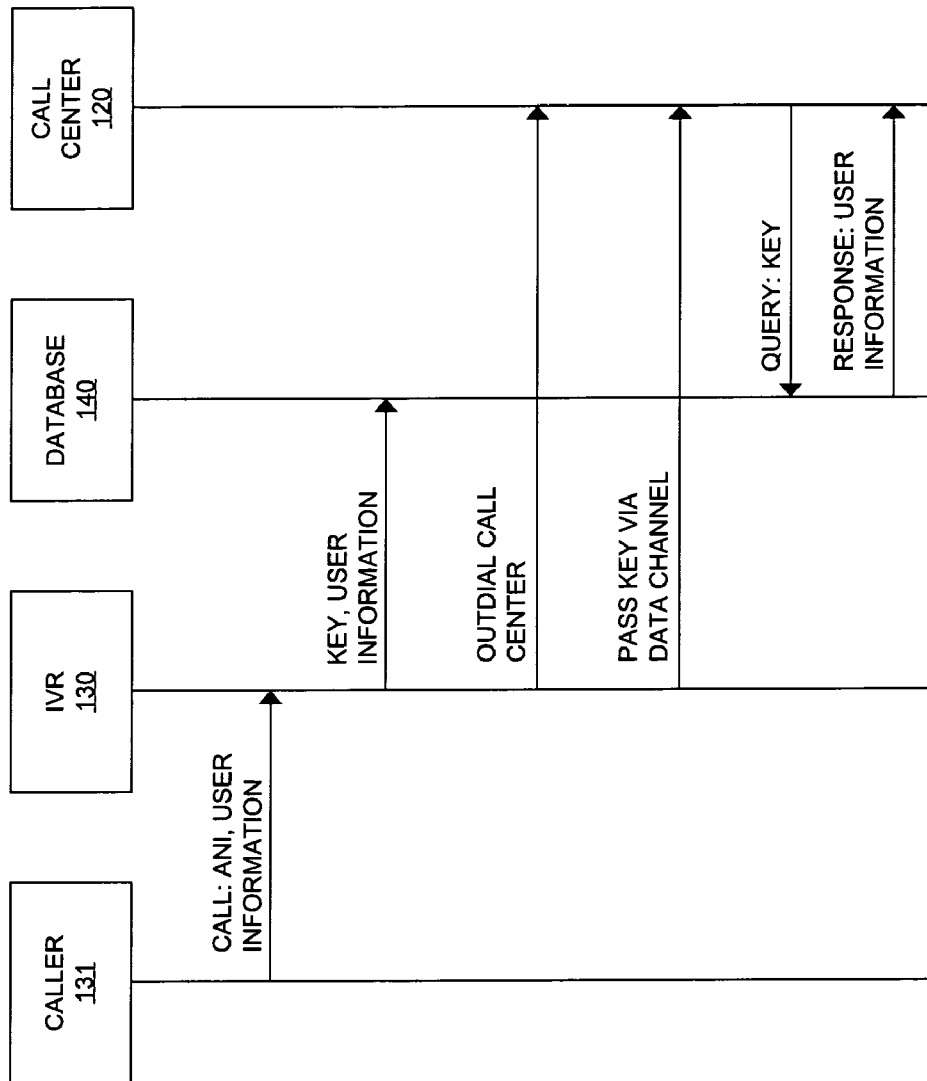 CALLER
131
IVR
130
DATABASE
140
CALL
CENTER
120
CALL: ANI, USER
INFORMATION
KEY, USER
INFORMATION
OUTDIAL CALL
CENTER
PASS KEY VIA
DATA CHANNEL
QUERY: KEY
RESPONSE: USER
INFORMATION